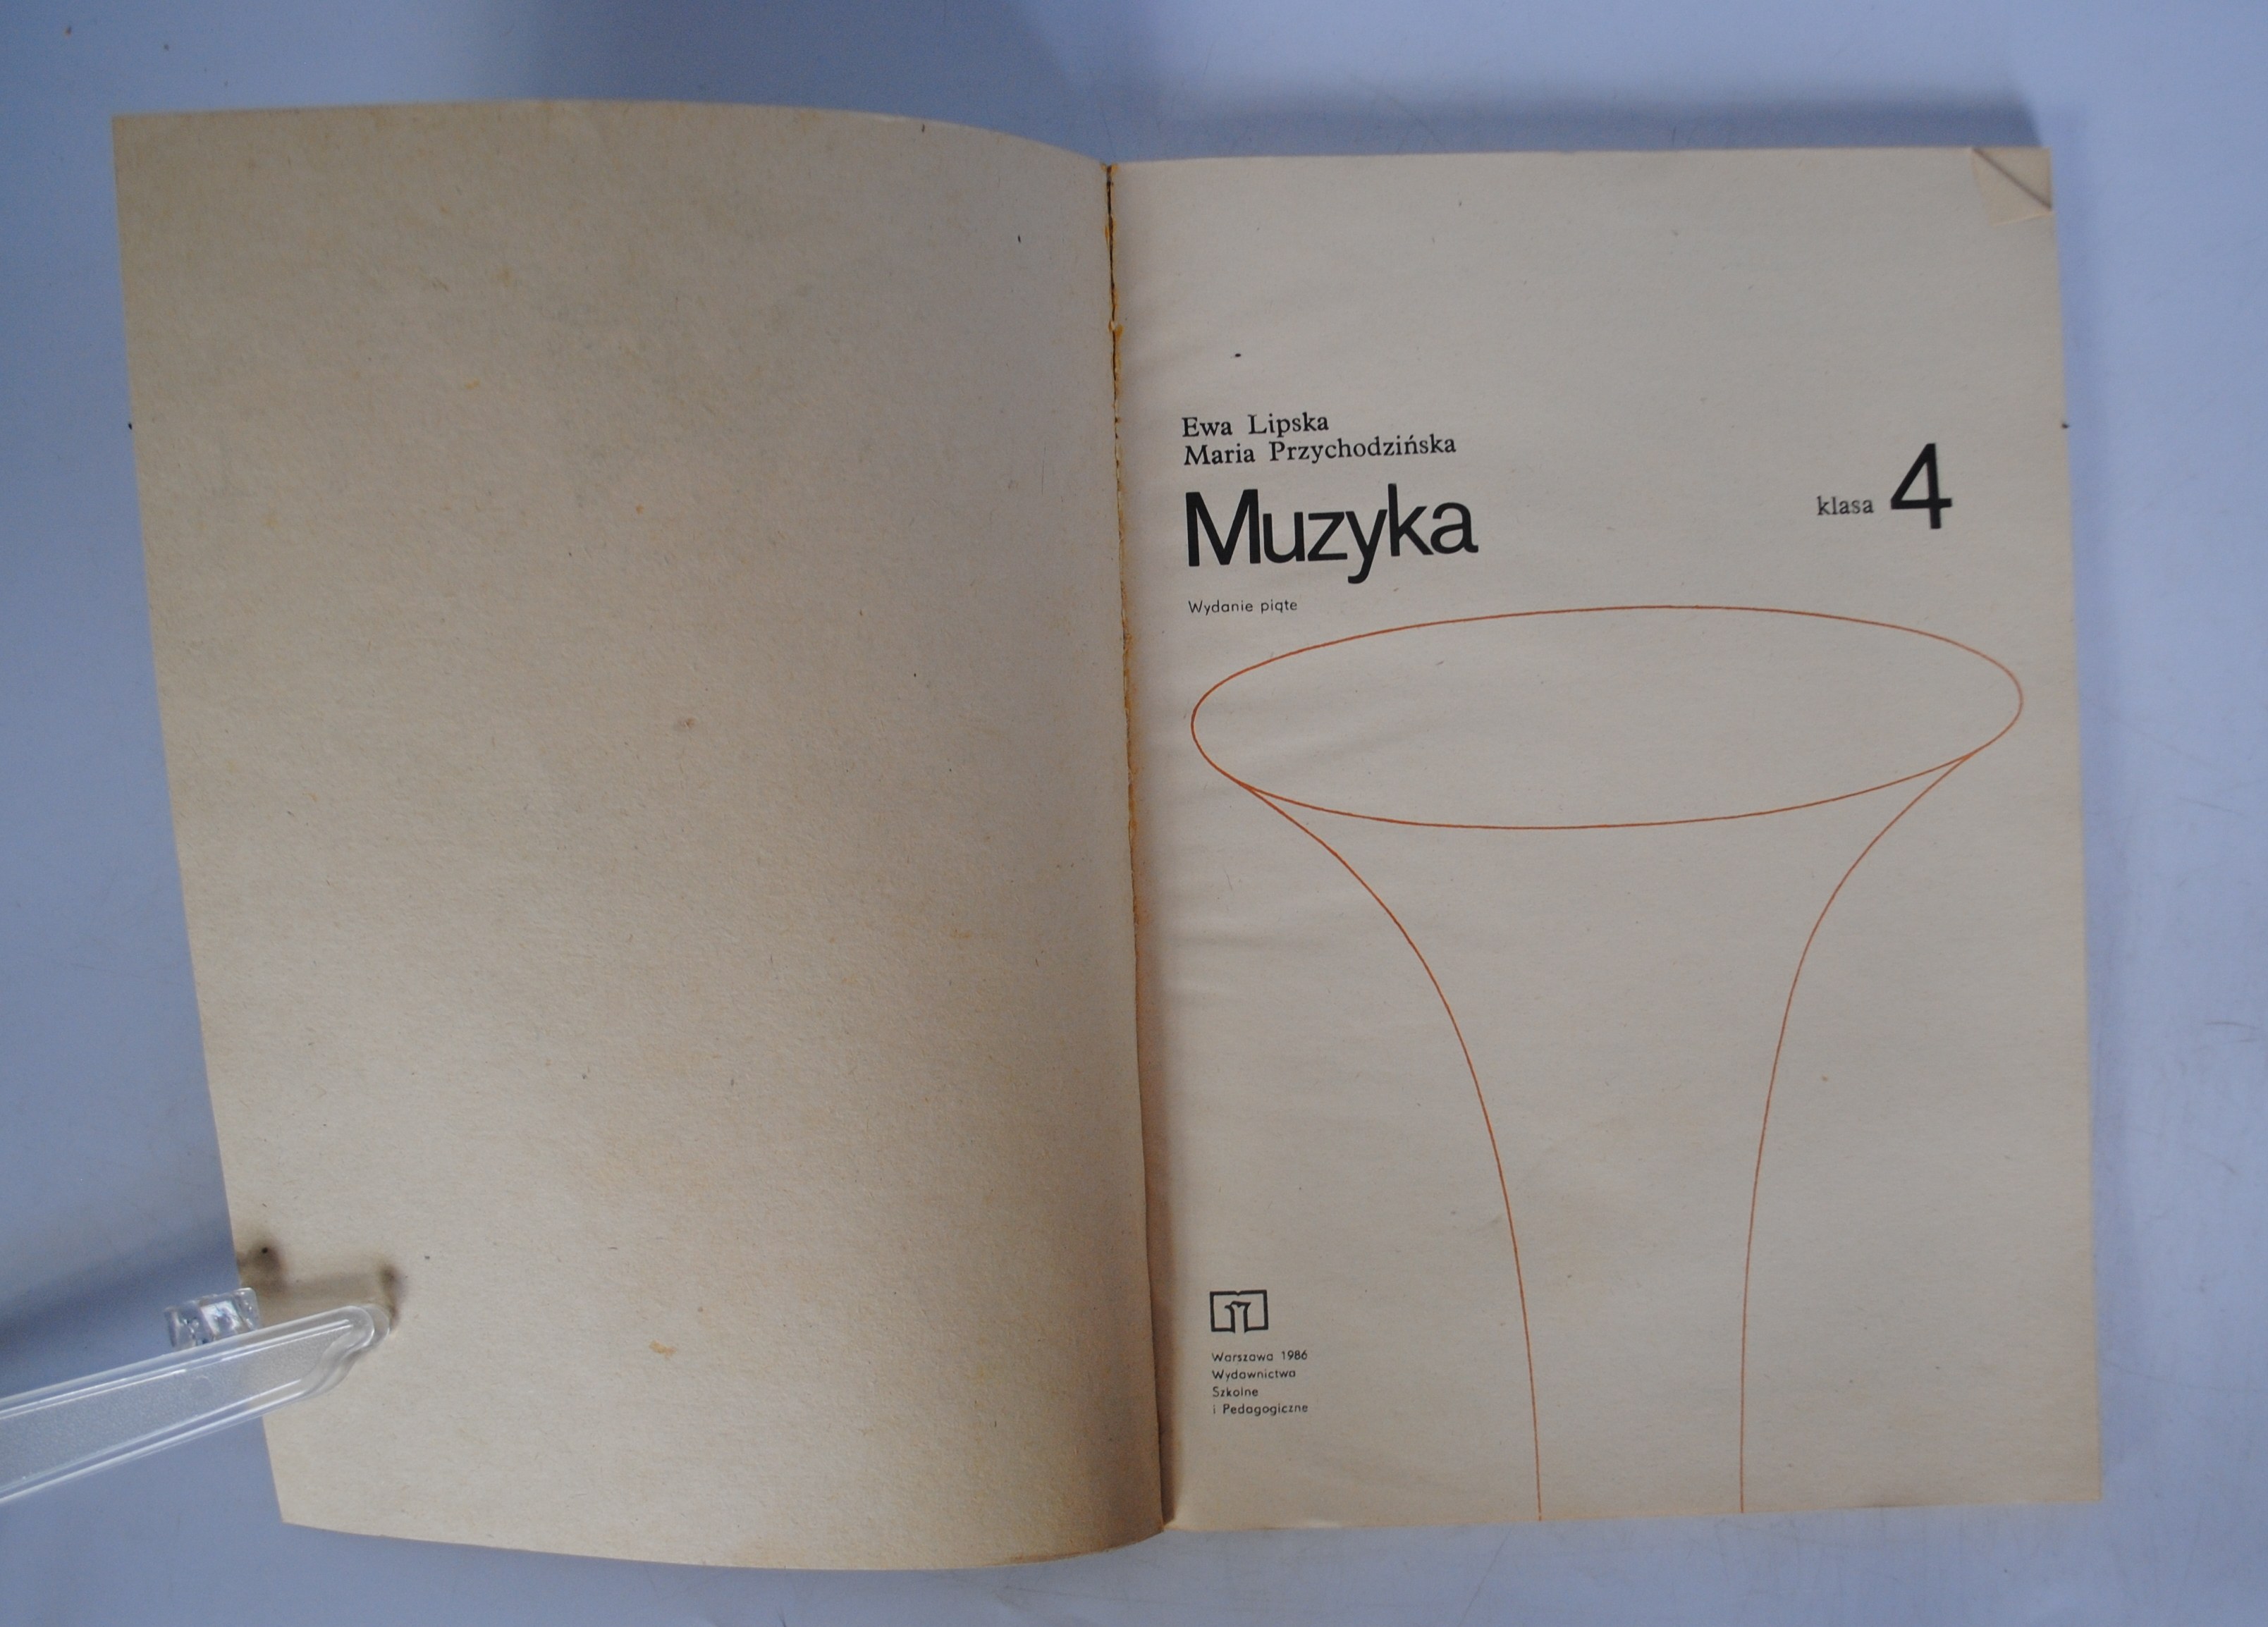 Ewa Lipska
Maria Przychodzińska
Muzyka
klasa 4
Wydanie piąte
Warszawa 1986
Wydawnictwa
Szkolne
i Pedagogiczne